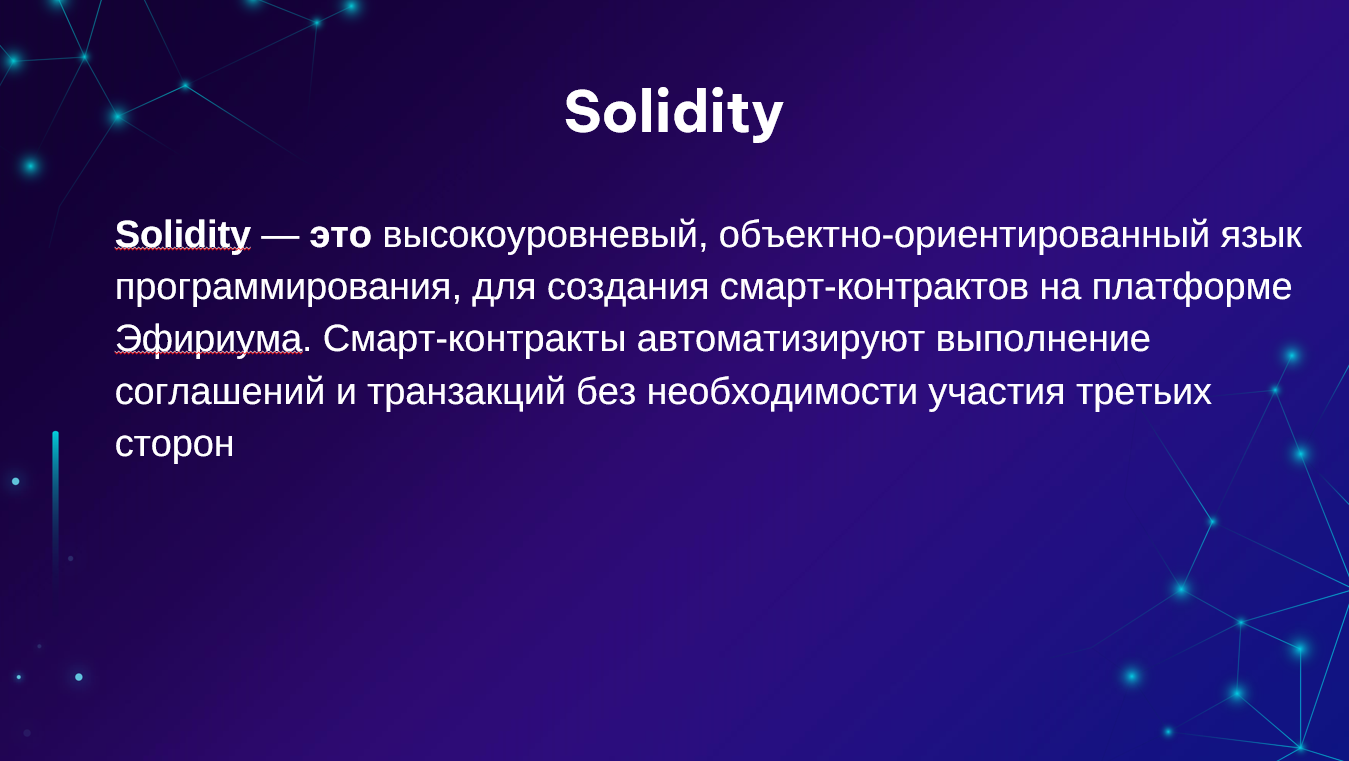 Solidity
Solidity — это высокоуровневый, объектно-ориентированный язык
программирования, для создания смарт-контрактов на платформе
Эфириума. Смарт-контракты автоматизируют выполнение
соглашений и транзакций без необходимости участия третьих
сторон